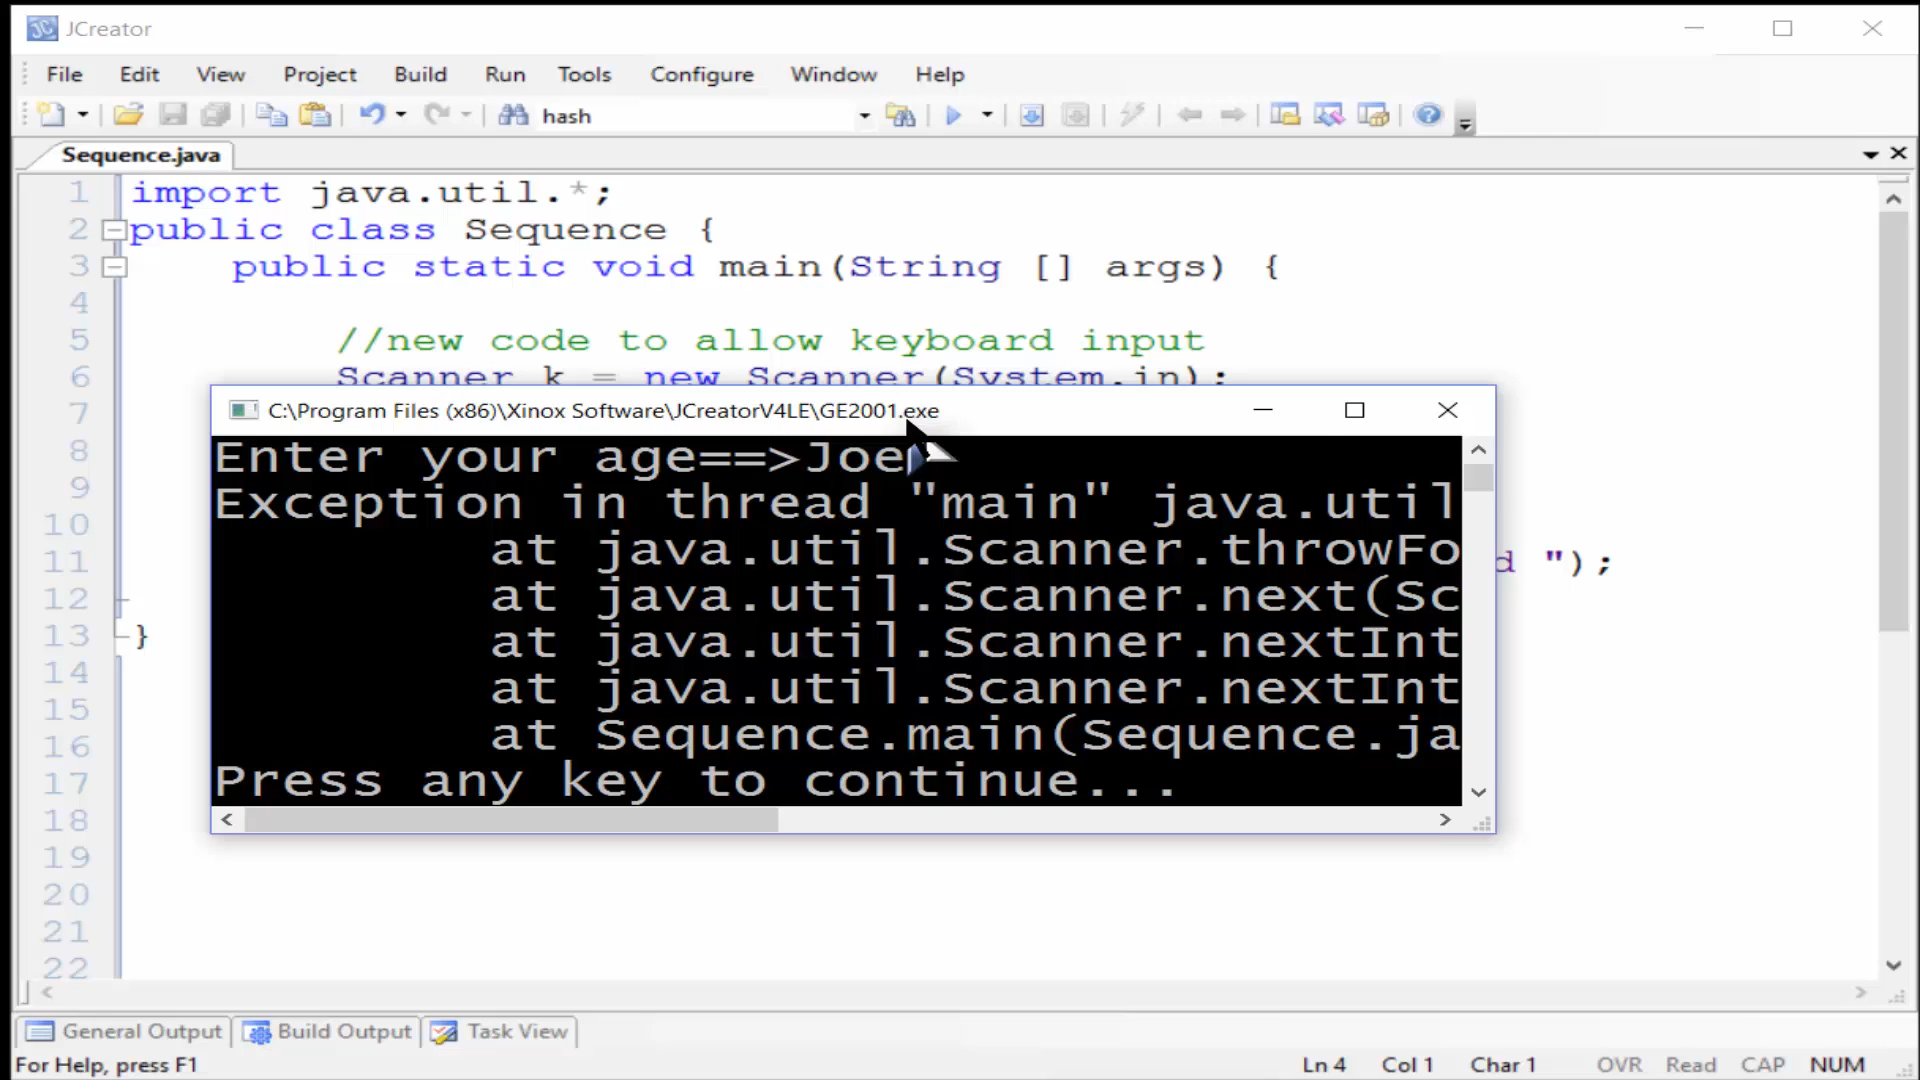 JCreator
File Edit View Project Build Run Tools Configure Window Help
hash
Sequence.java
1 import java.util.*;
2 public class Sequence {
3 public static void main(String [] args) {
4
5 //new code to allow keyboard input
6 Scanner k = new Scanner(System.in);
7
8
9
10
11 d ");
12
13 }
14
15
16
17
18
19
20
21
22
C:\Program Files (x86)\Xinox Software\JCreatorV4LE\GE2001.exe
Enter your age==>Joe
Exception in thread "main" java.util
at java.util.Scanner.throwFo
at java.util.Scanner.next(Sc
at java.util.Scanner.nextInt
at java.util.Scanner.nextInt
at Sequence.main(Sequence.ja
Press any key to continue...
General Output Build Output Task View
For Help, press F1 Ln 4 Col 1 Char 1 OVR Read CAP NUM